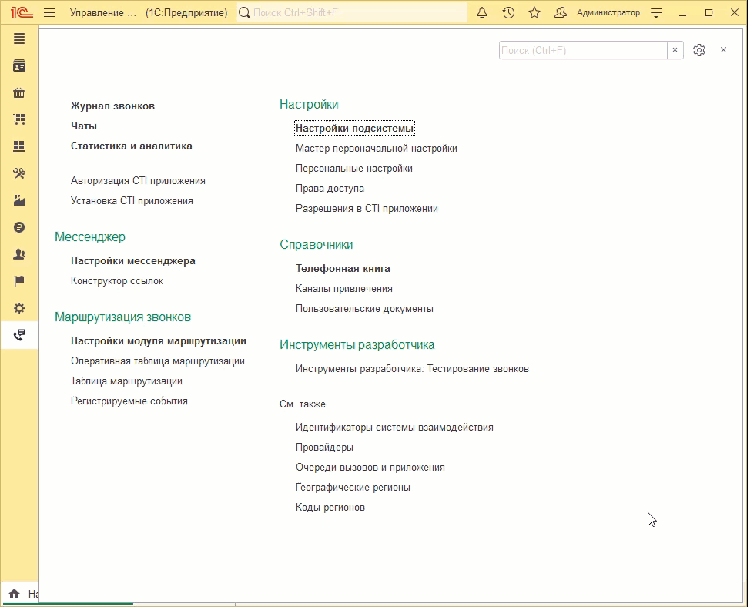 1С Управление ... (1С:Предприятие) Поиск Ctrl+Shift+F Администратор
Поиск (Ctrl+F)
Журнал звонков
Чаты
Статистика и аналитика
Авторизация CTI приложения
Установка CTI приложения
Мессенджер
Настройки мессенджера
Конструктор ссылок
Маршрутизация звонков
Настройки модуля маршрутизации
Оперативная таблица маршрутизации
Таблица маршрутизации
Регистрируемые события
Настройки
Настройки подсистемы
Мастер первоначальной настройки
Персональные настройки
Права доступа
Разрешения в CTI приложении
Справочники
Телефонная книга
Каналы привлечения
Пользовательские документы
Инструменты разработчика
Инструменты разработчика: Тестирование звонков
См. также
Идентификаторы системы взаимодействия
Провайдеры
Очереди вызовов и приложения
Географические регионы
Коды регионов
На